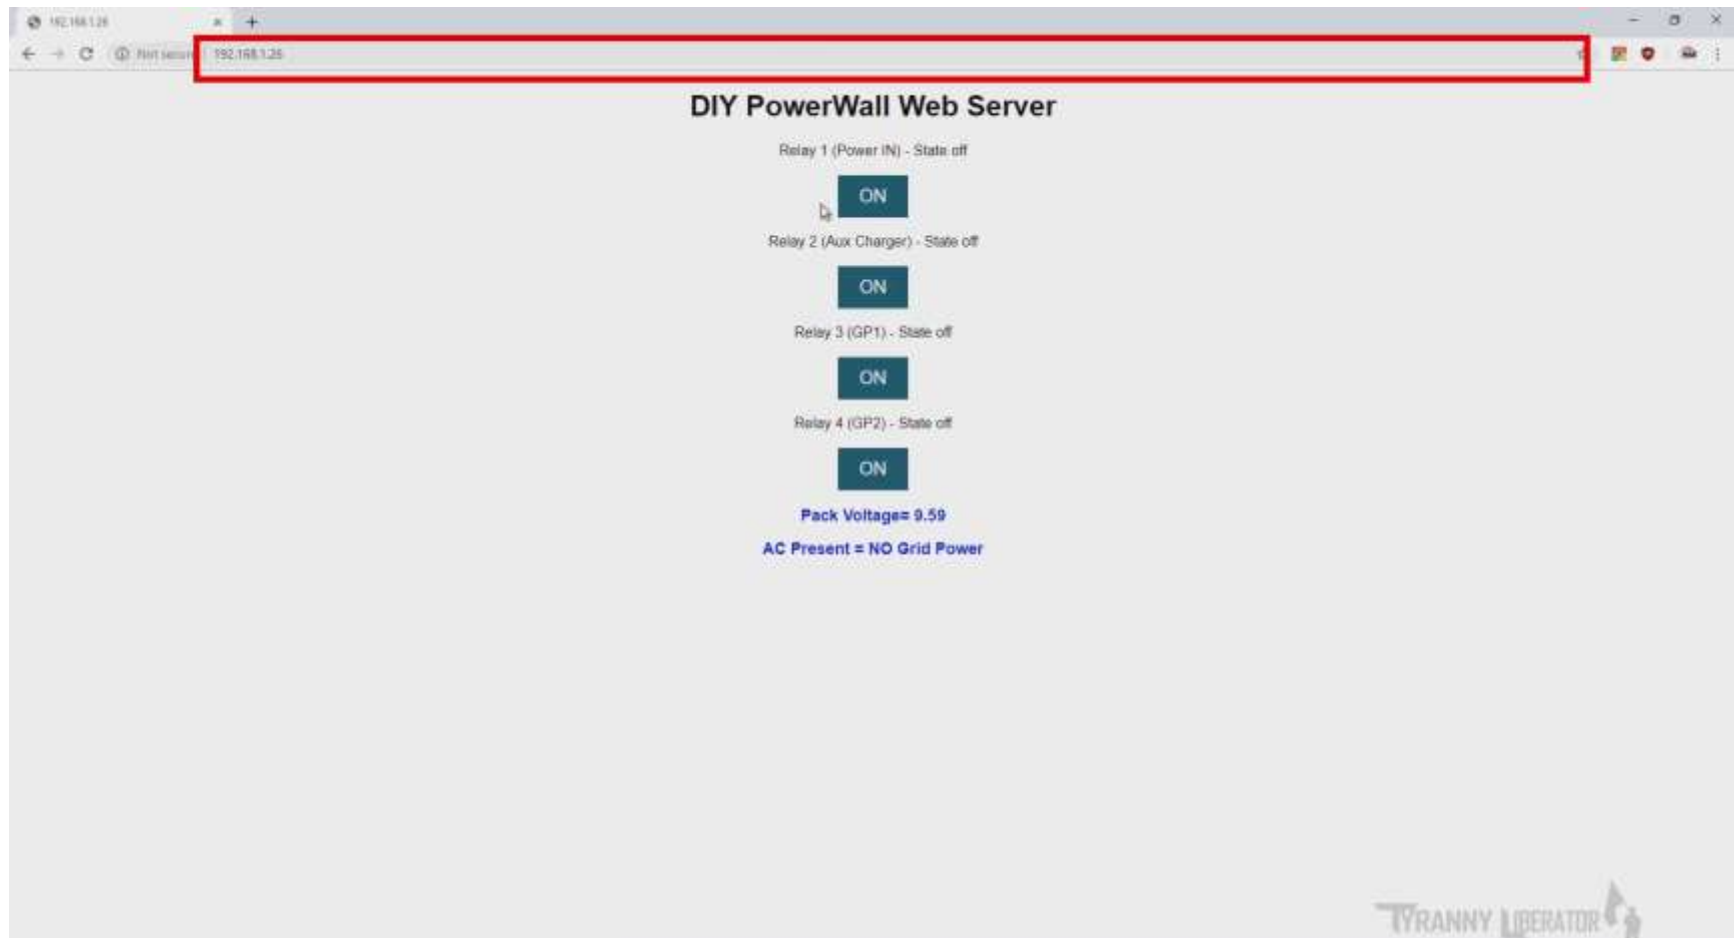 192.168.1.26
Not secure 192.168.1.26
DIY PowerWall Web Server
Relay 1 (Power IN) - State off
ON
Relay 2 (Aux Charger) - State off
ON
Relay 3 (GP1) - State off
ON
Relay 4 (GP2) - State off
ON
Pack Voltage= 9.59
AC Present = NO Grid Power
TYRANNY LIBERATOR